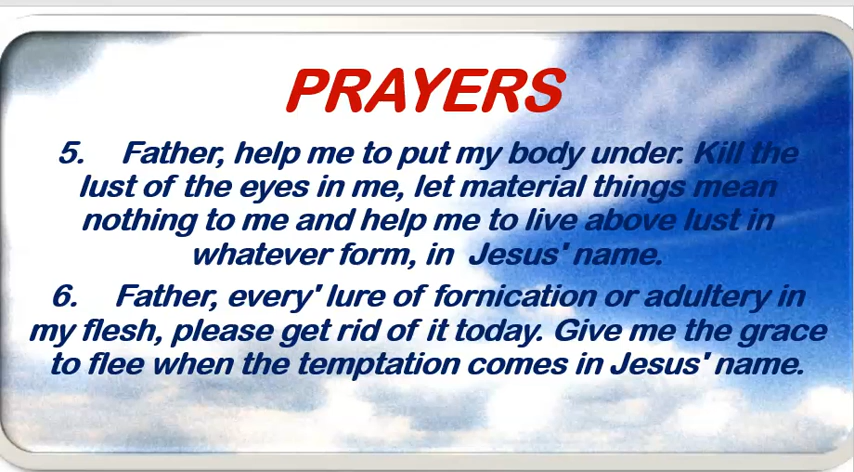 PRAYERS
5. Father, help me to put my body under. Kill the
lust of the eyes in me, let material things mean
nothing to me and help me to live above lust in
whatever form, in Jesus' name.
6. Father, every' lure of fornication or adultery in
my flesh, please get rid of it today. Give me the grace
to flee when the temptation comes in Jesus' name.